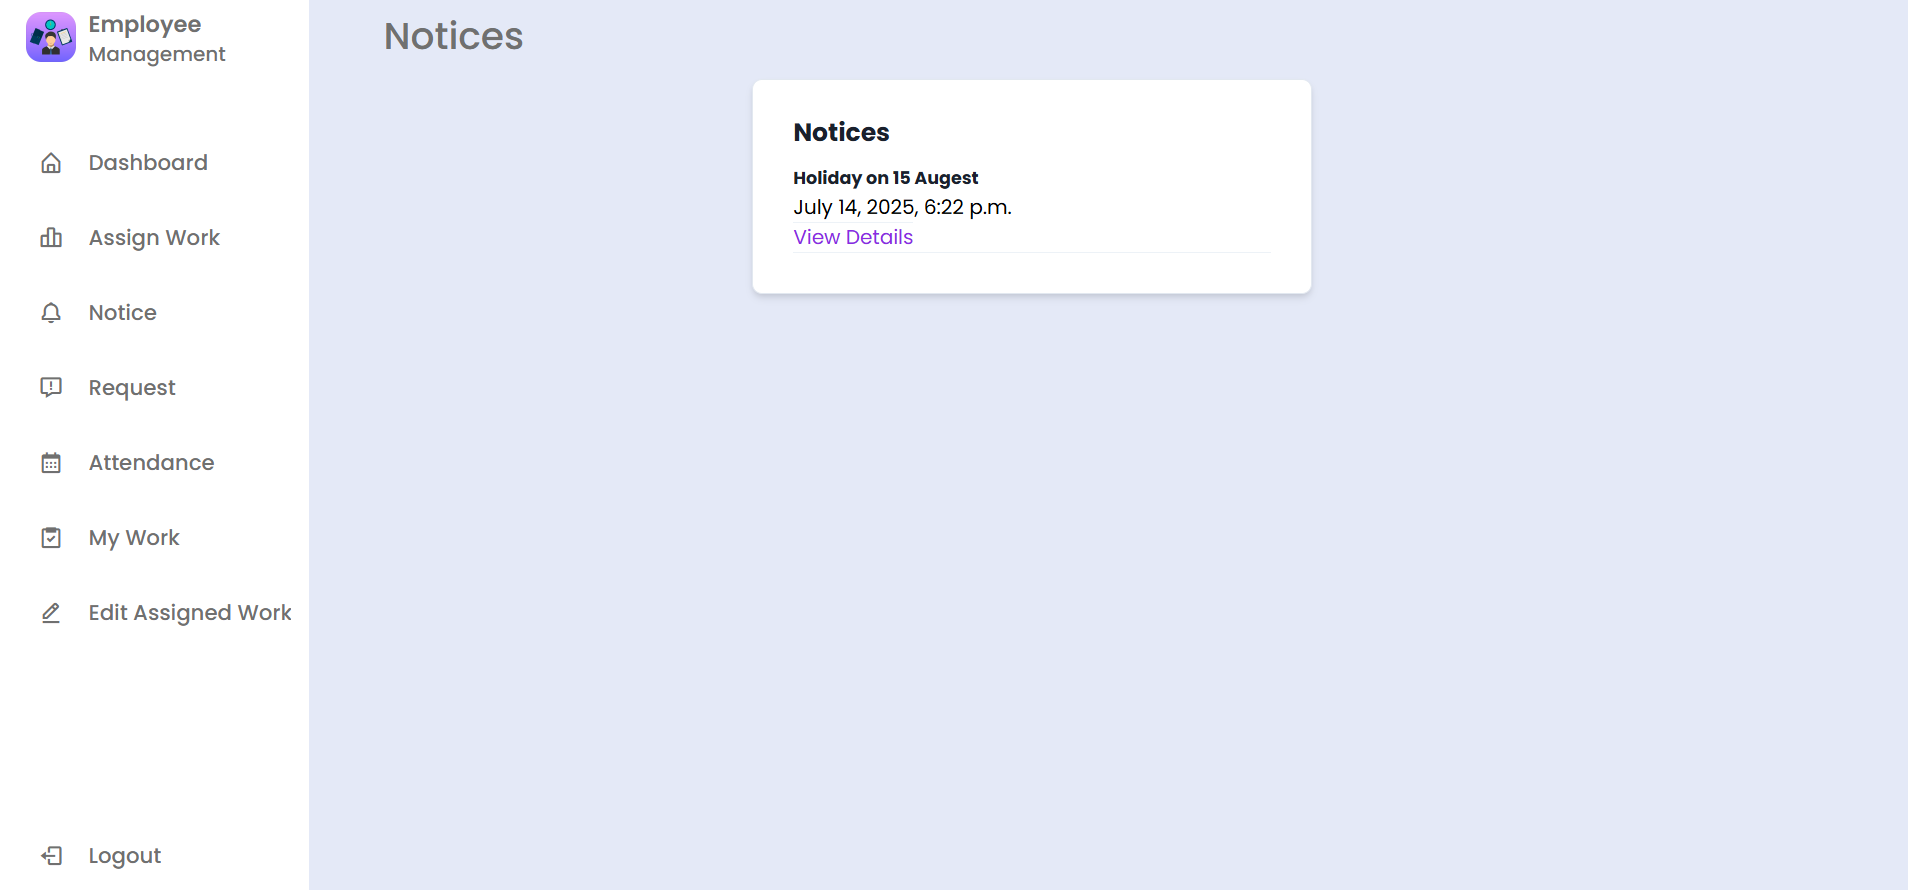 Employee
Management
Dashboard
Assign Work
Notice
Request
Attendance
My Work
Edit Assigned Work
Logout
Notices
Notices
Holiday on 15 Augest
July 14, 2025, 6:22 p.m.
View Details